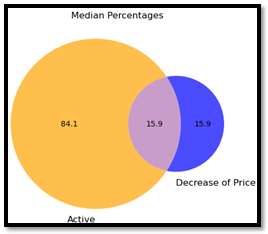 Median Percentages
84.1
15.9
15.9
Decrease of Price
Active